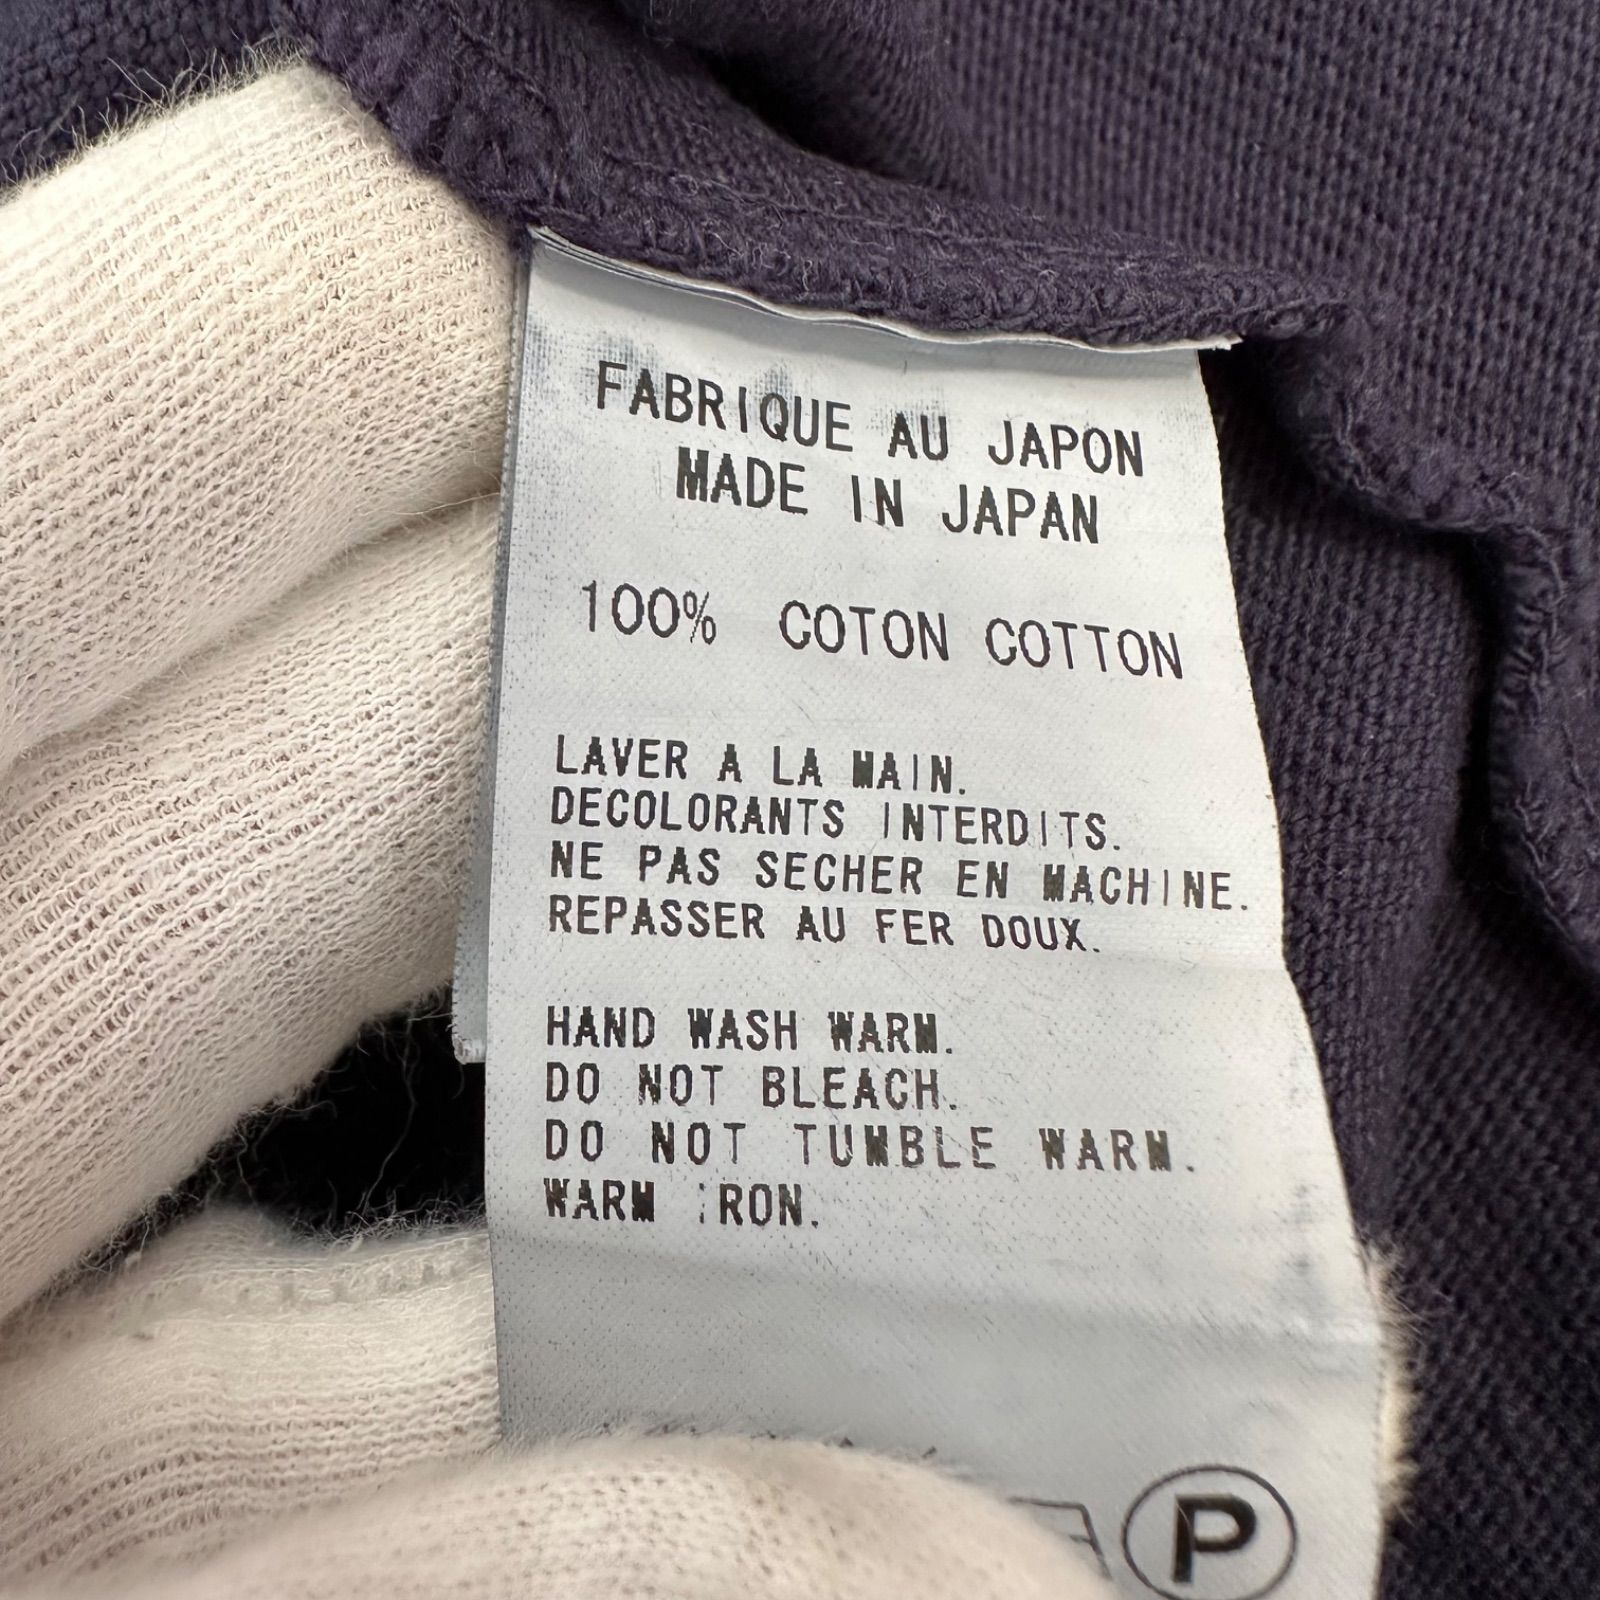 FABRIQUE AU JAPON
MADE IN JAPAN
100% COTON COTTON
LAVER A LA MAIN.
DECOLORANTS INTERDITS.
NE PAS SECHER EN MACHINE.
REPASSER AU FER DOUX.
HAND WASH WARM.
DO NOT BLEACH.
DO NOT TUMBLE WARM.
WARM IRON.
P